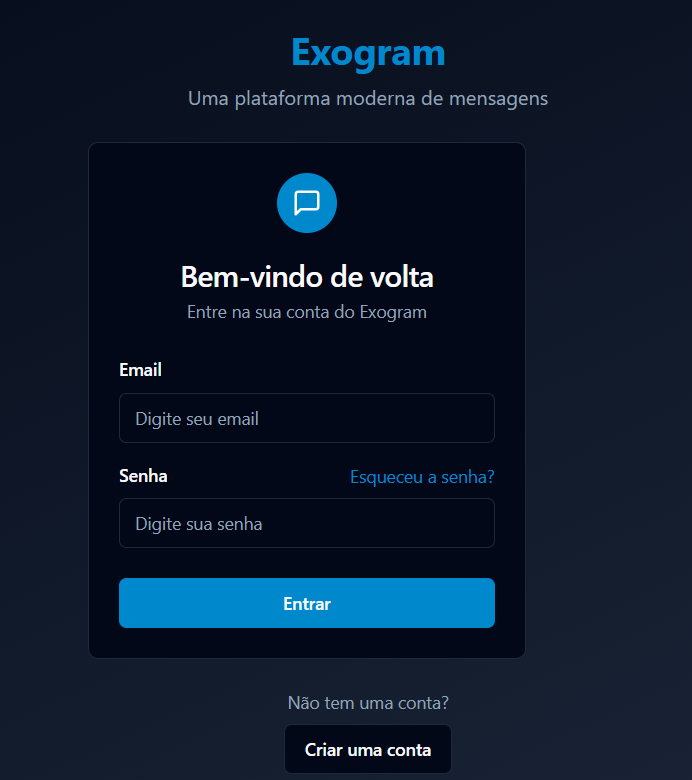 Exogram
Uma plataforma moderna de mensagens
Bem-vindo de volta
Entre na sua conta do Exogram
Email
Digite seu email
Senha
Esqueceu a senha?
Digite sua senha
Entrar
Não tem uma conta?
Criar uma conta